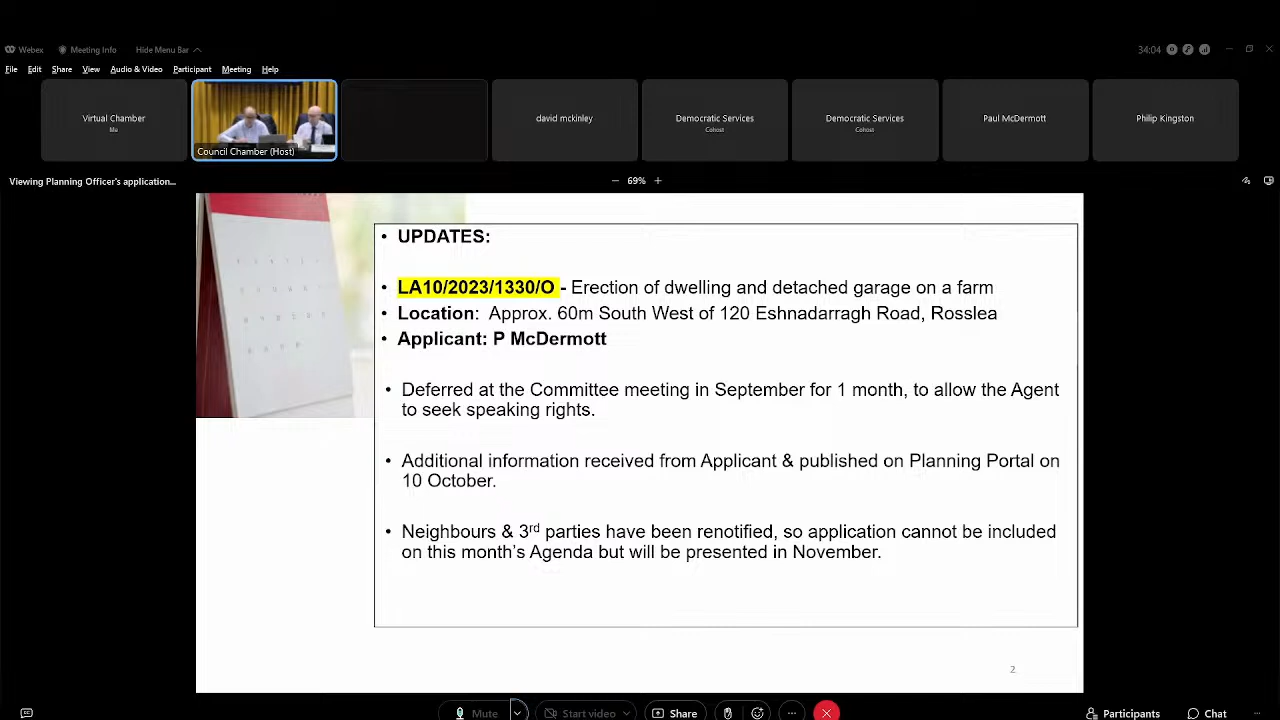 Webex Meeting Info Hide Menu Bar 34:04
File Edit Share View Audio & Video Participant Meeting Help
Virtual Chamber
Me
Council Chamber (Host)
david mckinley
Democratic Services
Cohost
Democratic Services
Cohost
Paul McDermott
Philip Kingston
Viewing Planning Officer's application...
69%
• UPDATES:
• LA10/2023/1330/O - Erection of dwelling and detached garage on a farm
• Location: Approx. 60m South West of 120 Eshnadarragh Road, Rosslea
• Applicant: P McDermott
• Deferred at the Committee meeting in September for 1 month, to allow the Agent
to seek speaking rights.
• Additional information received from Applicant & published on Planning Portal on
10 October.
• Neighbours & 3rd parties have been renotified, so application cannot be included
on this month's Agenda but will be presented in November.
2
Mute Start video Share Participants Chat